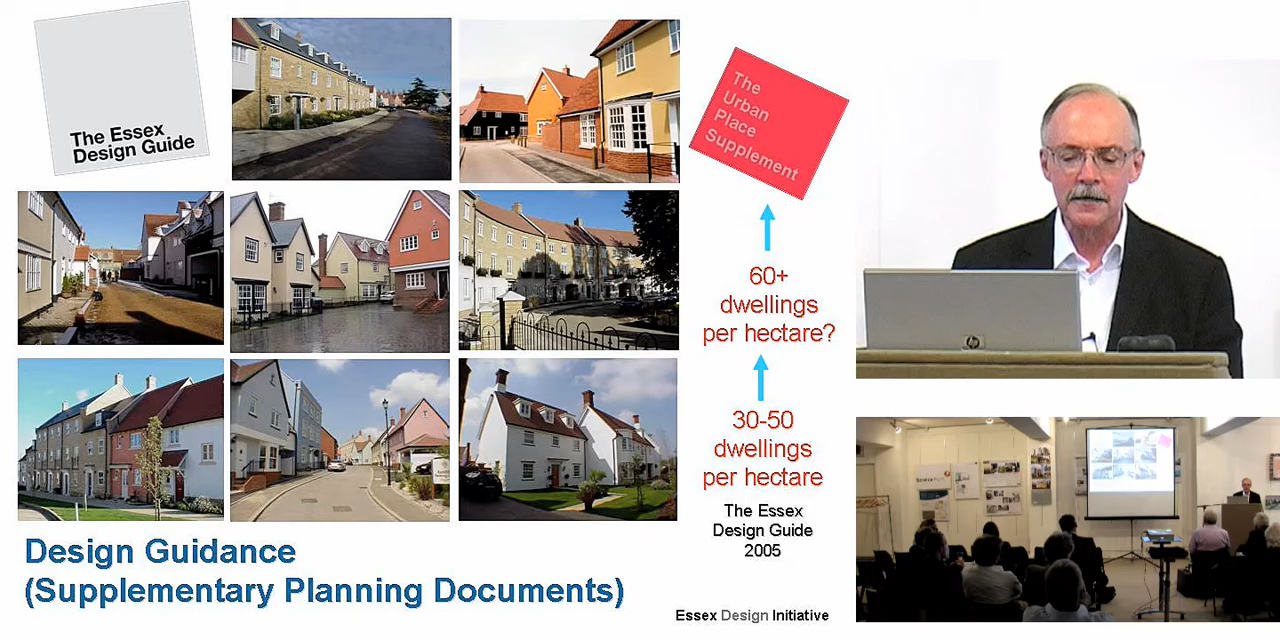 The Essex
Design Guide
The
Urban
Place
Supplement
60+
dwellings
per hectare?
30-50
dwellings
per hectare
The Essex
Design Guide
2005
Design Guidance
(Supplementary Planning Documents)
Essex Design Initiative
hp